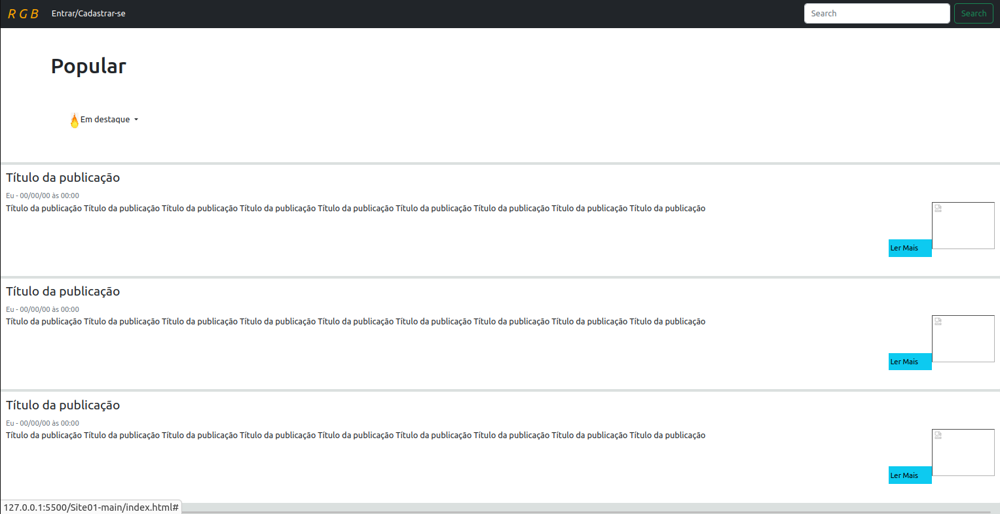 R G B Entrar/Cadastrar-se Search Search
Popular
Em destaque
Título da publicação
Eu - 00/00/00 às 00:00
Título da publicação Título da publicação Título da publicação Título da publicação Título da publicação Título da publicação Título da publicação Título da publicação Título da publicação
Ler Mais
Título da publicação
Eu - 00/00/00 às 00:00
Título da publicação Título da publicação Título da publicação Título da publicação Título da publicação Título da publicação Título da publicação Título da publicação Título da publicação
Ler Mais
Título da publicação
Eu - 00/00/00 às 00:00
Título da publicação Título da publicação Título da publicação Título da publicação Título da publicação Título da publicação Título da publicação Título da publicação Título da publicação
Ler Mais
127.0.0.1:5500/Site01-main/index.html#